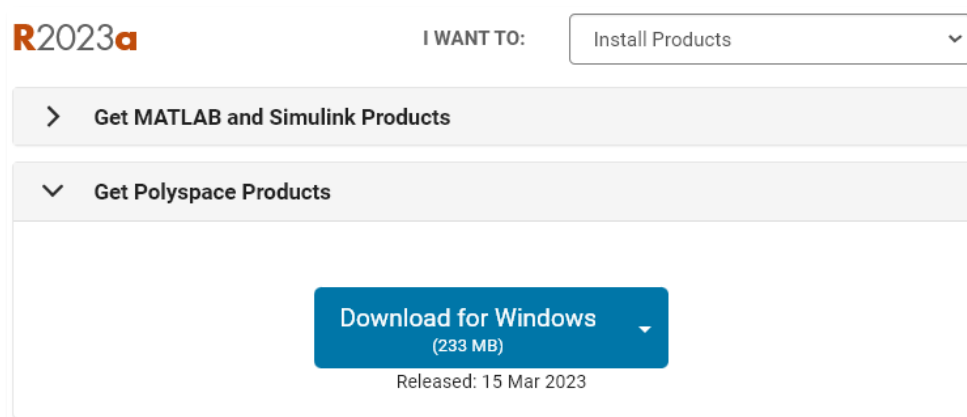 R2023a
I WANT TO:
Install Products
Get MATLAB and Simulink Products
Get Polyspace Products
Download for Windows
(233 MB)
Released: 15 Mar 2023